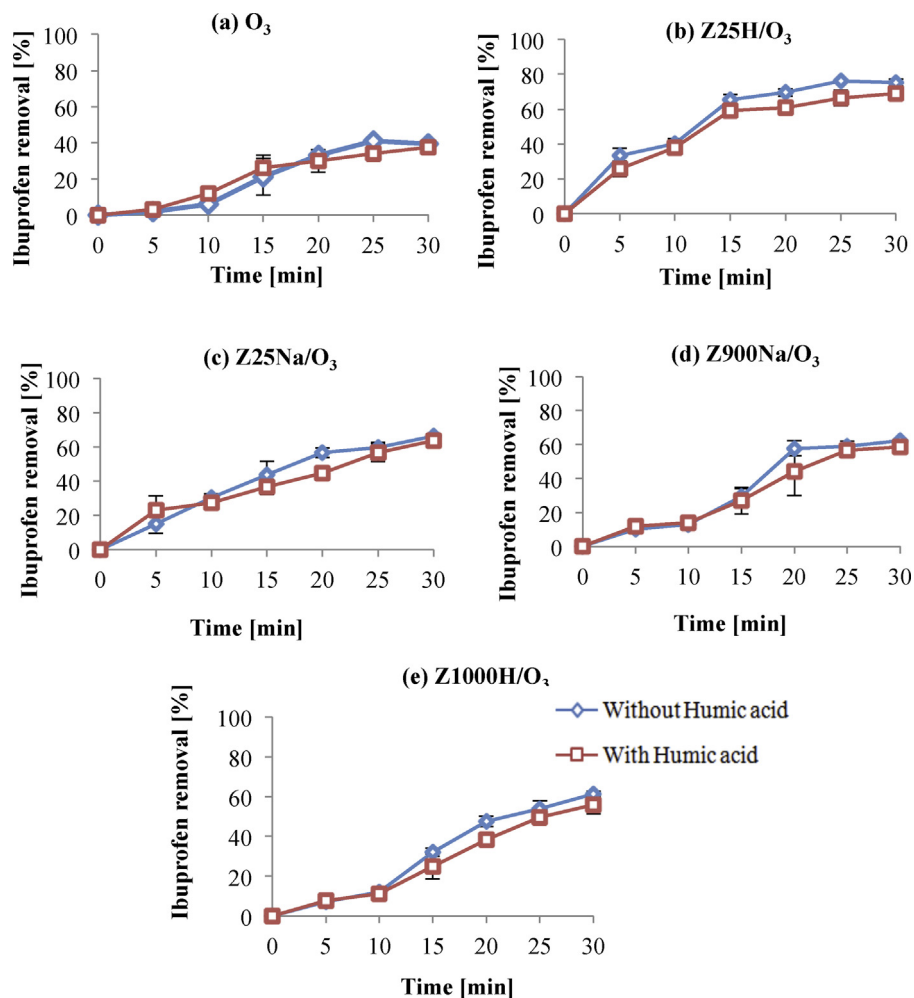 (a) O₃
Ibuprofen removal [%]
100
80
60
40
20
0
0 5 10 15 20 25 30
Time [min]
(b) Z25H/O₃
Ibuprofen removal [%]
100
80
60
40
20
0
0 5 10 15 20 25 30
Time [min]
(c) Z25Na/O₃
Ibuprofen removal [%]
100
80
60
40
20
0
0 5 10 15 20 25 30
Time [min]
(d) Z900Na/O₃
Ibuprofen removal [%]
100
80
60
40
20
0
0 5 10 15 20 25 30
Time [min]
(e) Z1000H/O₃
Ibuprofen removal [%]
100
80
60
40
20
0
0 5 10 15 20 25 30
Time [min]
Without Humic acid
With Humic acid